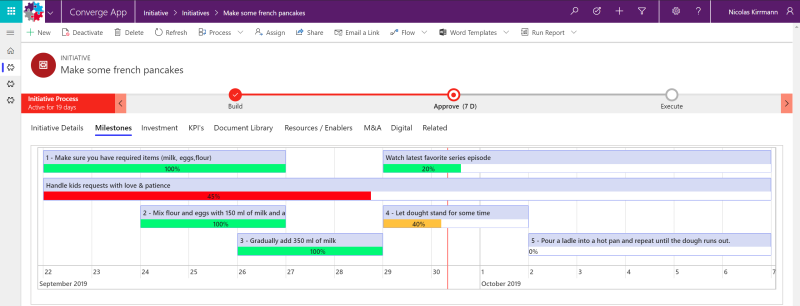 Converge App Initiative > Initiatives > Make some french pancakes Nicolas Kirrmann
+ New Deactivate Delete Refresh Process Assign Share Email a Link Flow Word Templates Run Report
INITIATIVE
Make some french pancakes
Initiative Process
Active for 19 days
Build Approve (7 D) Execute
Initiative Details Milestones Investment KPI's Document Library Resources / Enablers M&A Digital Related
1 - Make sure you have required items (milk, eggs,flour) Watch latest favorite series episode
100% 20%
Handle kids requests with love & patience
45%
2 - Mix flour and eggs with 150 ml of milk and a 4 - Let dought stand for some time
100% 40%
3 - Gradually add 350 ml of milk 5 - Pour a ladle into a hot pan and repeat until the dough runs out.
100% 0%
22 23 24 25 26 27 28 29 30 1 2 3 4 5 6 7
September 2019 October 2019